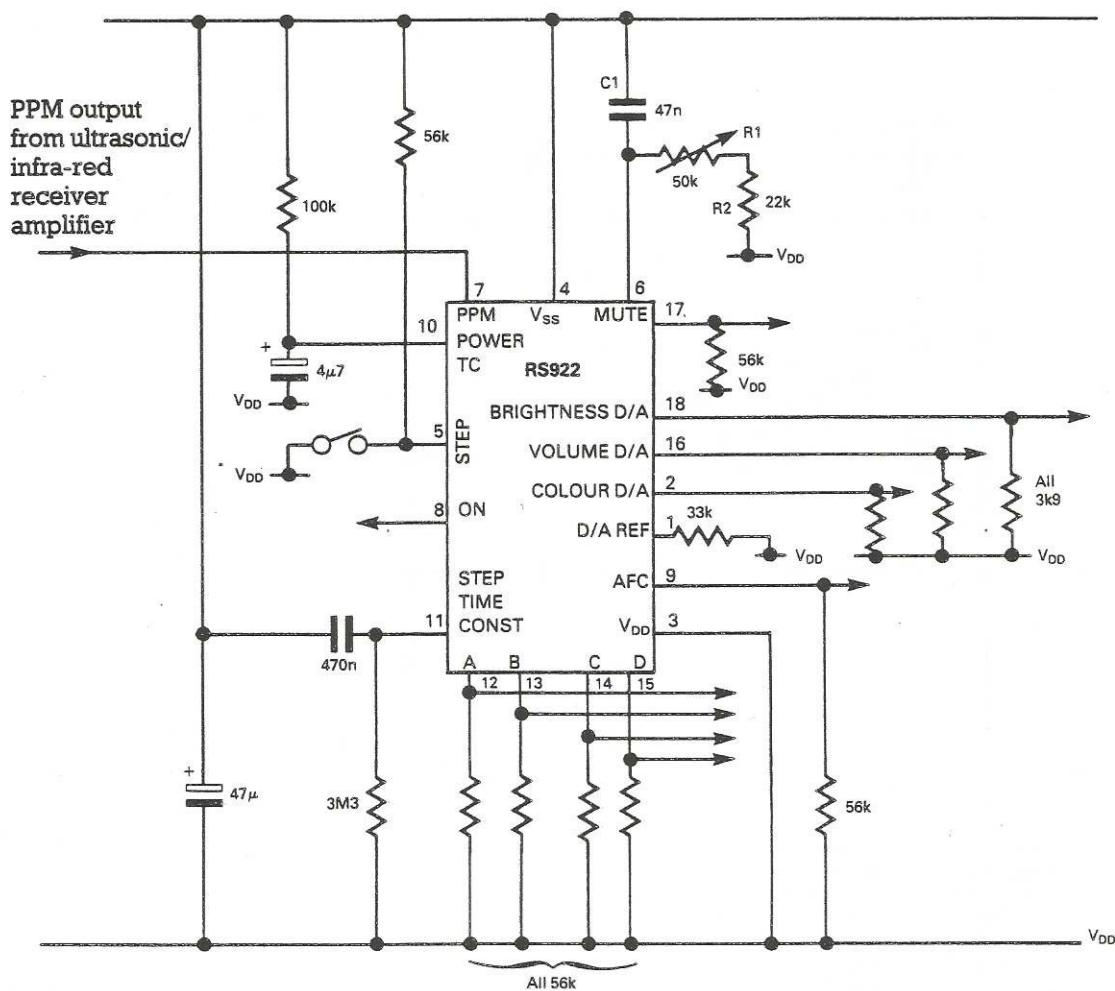 PPM output
from ultrasonic/
infra-red
receiver
amplifier
100k
56k
C1
47n
R1
50k
R2
22k
VDD
7
4
6
PPM
VSS
MUTE
17
10
POWER
TC
RS922
56k
VDD
+
4μ7
VDD
BRIGHTNESS D/A
18
5
STEP
VDD
VOLUME D/A
16
COLOUR D/A
2
All
3k9
8
ON
D/A REF
1
33k
VDD
VDD
STEP
TIME
CONST
11
AFC
9
VDD
3
470n
A
B
C
D
12
13
14
15
+
47μ
3M3
56k
VDD
All 56k